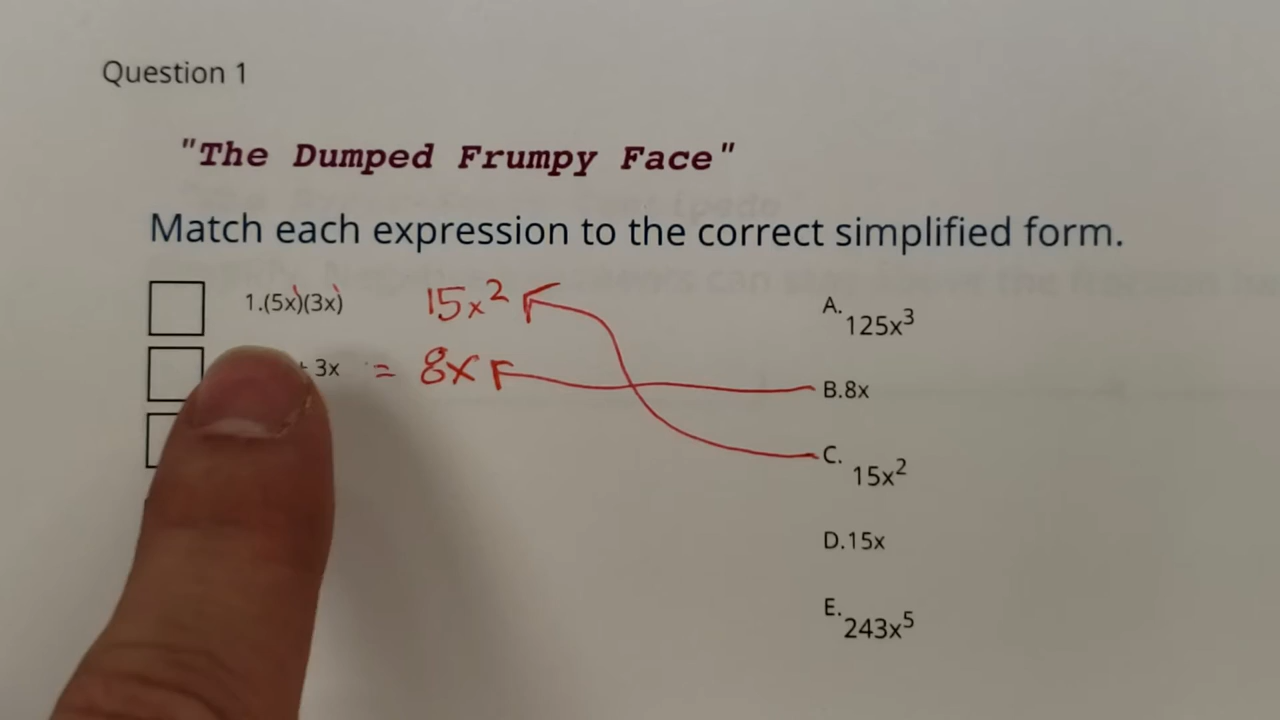 Question 1
"The Dumped Frumpy Face"
Match each expression to the correct simplified form.
1.(5x)(3x) 15x² A. 125x³
+ 3x = 8x B.8x
C. 15x²
D.15x
E. 243x⁵